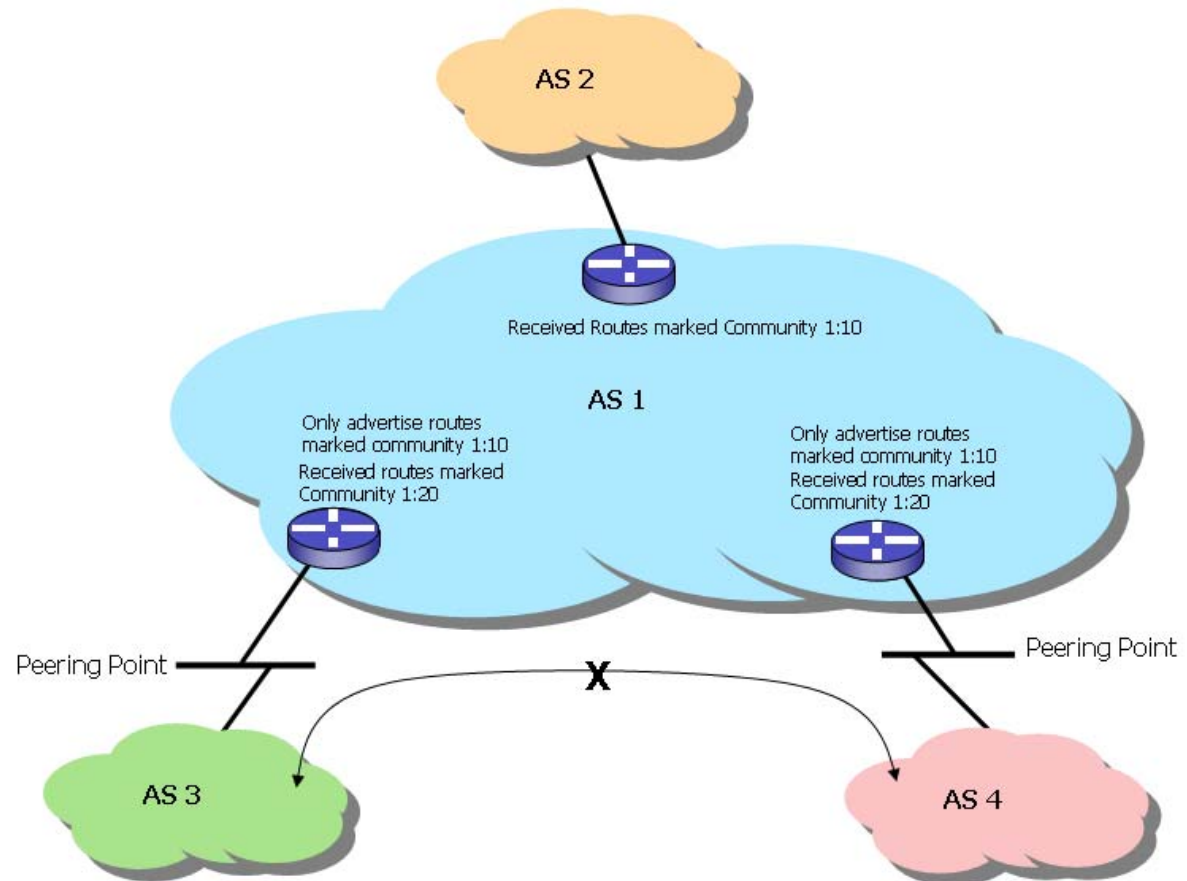 AS 2
Received Routes marked Community 1:10
AS 1
Only advertise routes
marked community 1:10
Received routes marked
Community 1:20
Only advertise routes
marked community 1:10
Received routes marked
Community 1:20
Peering Point
Peering Point
X
AS 3
AS 4